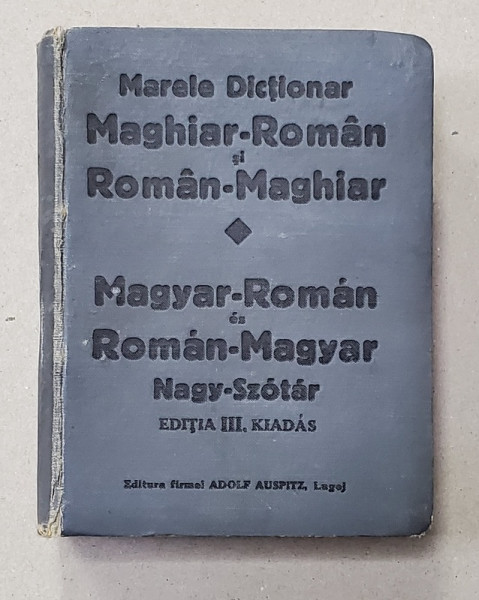 Marele Dicționar
Maghiar-Român
și
Român-Maghiar
Magyar-Román
és
Román-Magyar
Nagy-Szótár
EDIȚIA III. KIADÁS
Editura firmei ADOLF AUSPITZ, Lugoj